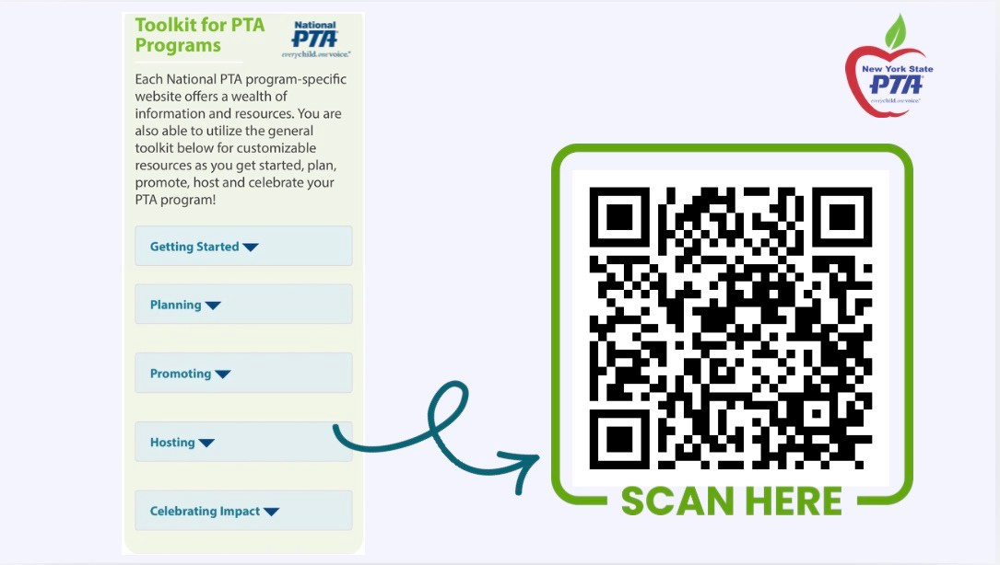 Toolkit for PTA
Programs
National
PTA
everychild.onevoice.®
Each National PTA program-specific
website offers a wealth of
information and resources. You are
also able to utilize the general
toolkit below for customizable
resources as you get started, plan,
promote, host and celebrate your
PTA program!
Getting Started
Planning
Promoting
Hosting
Celebrating Impact
New York State
PTA
everychild.onevoice.®
SCAN HERE